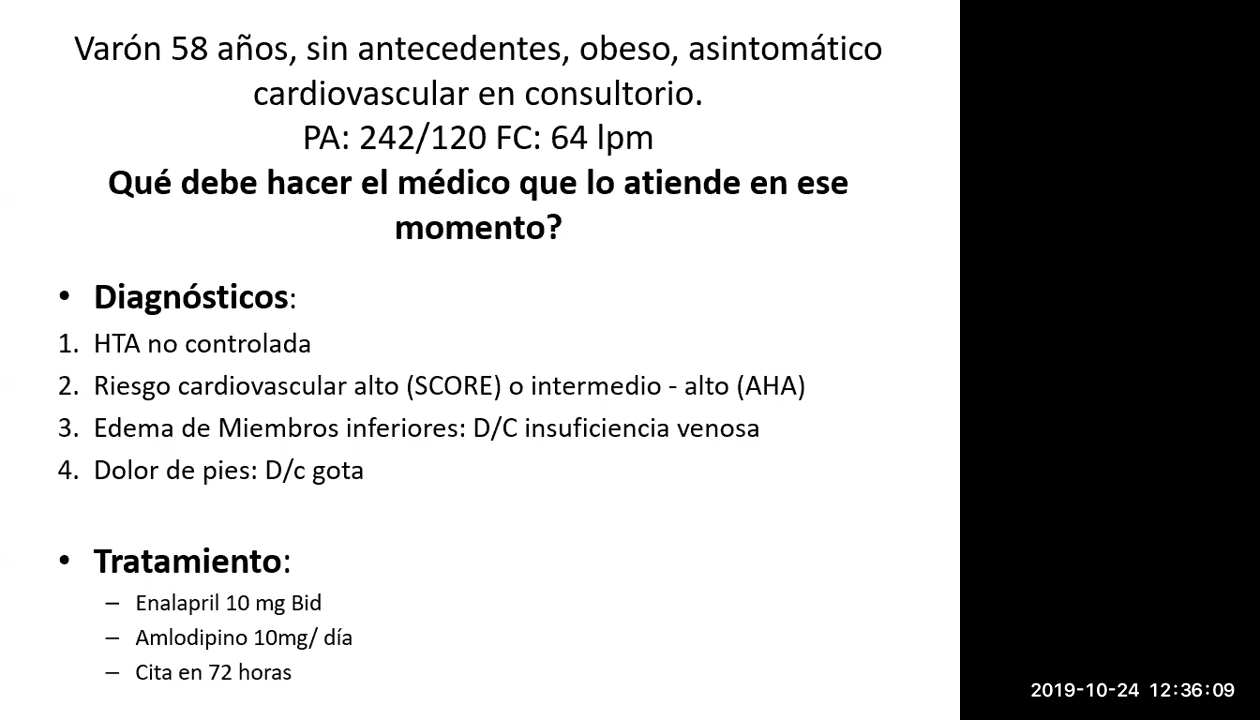 Varón 58 años, sin antecedentes, obeso, asintomático
cardiovascular en consultorio.
PA: 242/120 FC: 64 lpm
Qué debe hacer el médico que lo atiende en ese
momento?
• Diagnósticos:
1. HTA no controlada
2. Riesgo cardiovascular alto (SCORE) o intermedio - alto (AHA)
3. Edema de Miembros inferiores: D/C insuficiencia venosa
4. Dolor de pies: D/c gota
• Tratamiento:
– Enalapril 10 mg Bid
– Amlodipino 10mg/ día
– Cita en 72 horas
2019-10-24 12:36:09